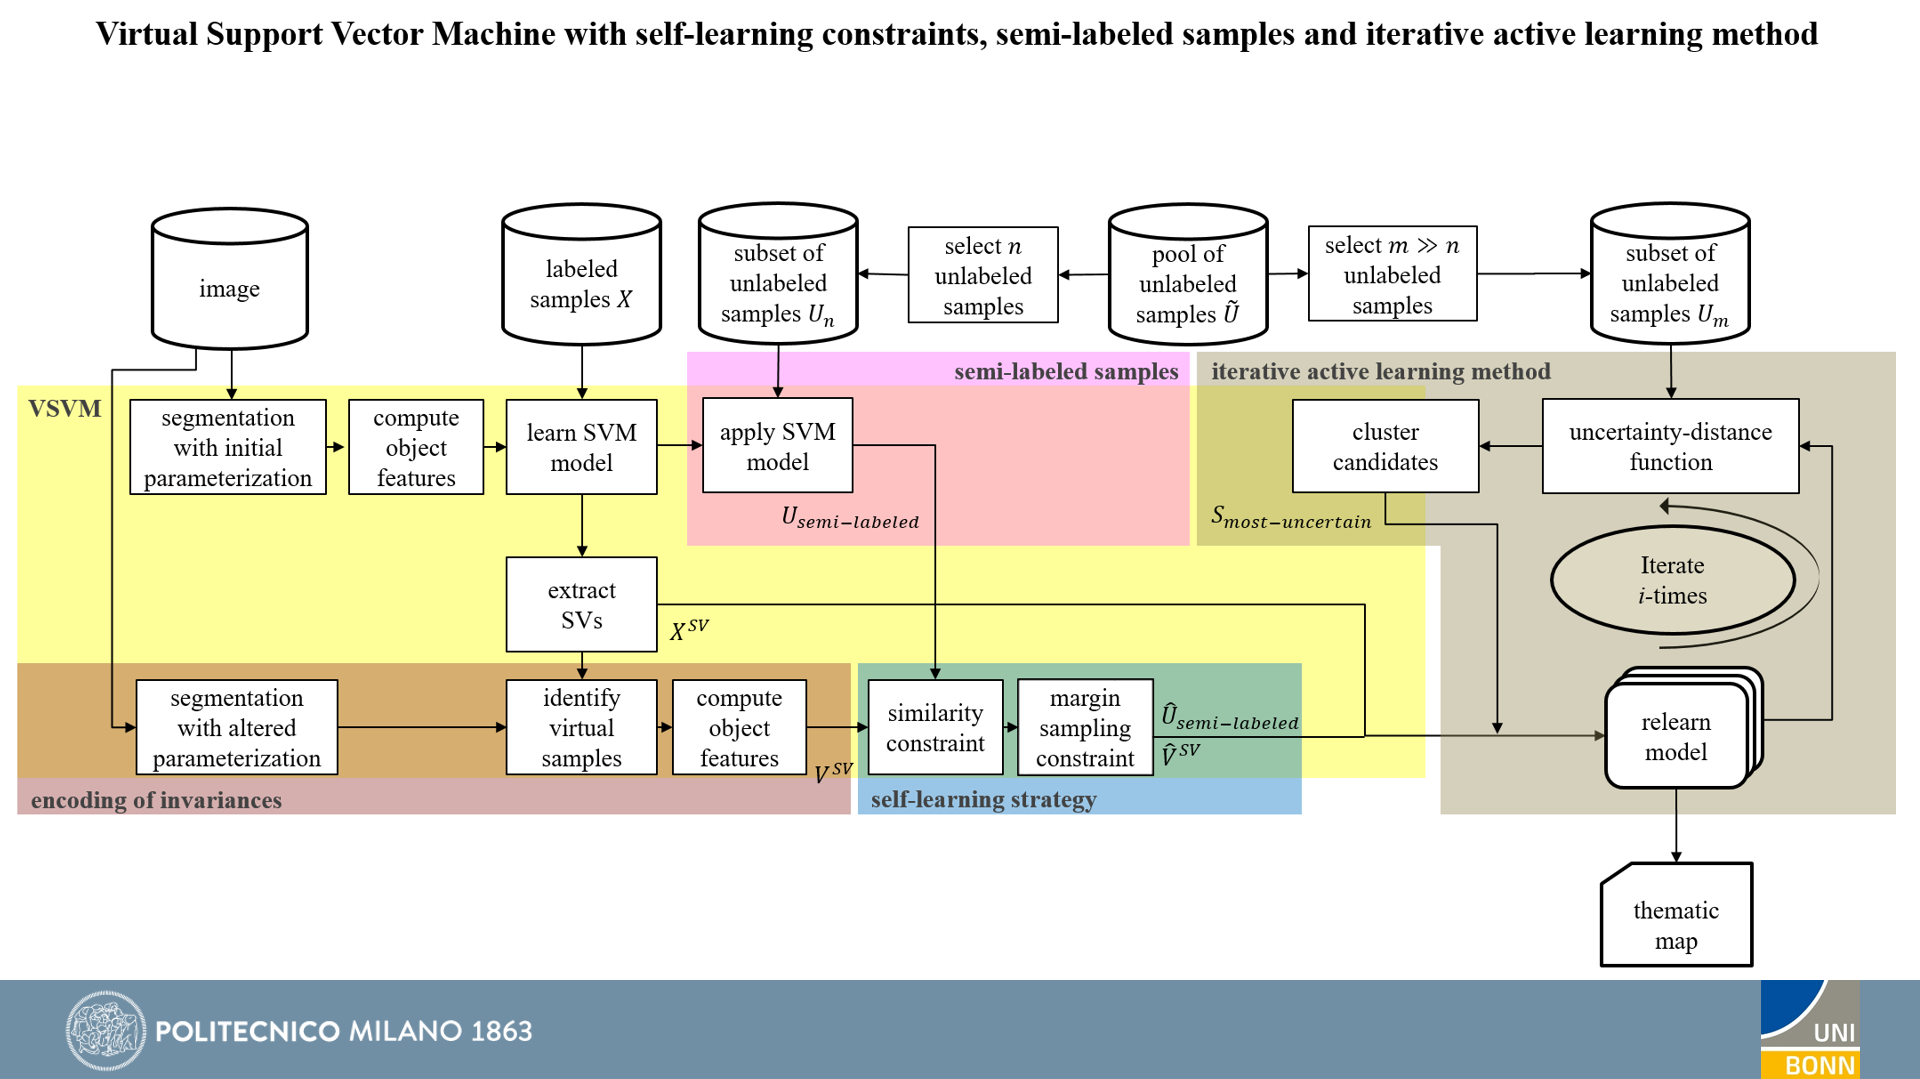 Virtual Support Vector Machine with self-learning constraints, semi-labeled samples and iterative active learning method
image
labeled
samples X
subset of
unlabeled
samples Uₙ
select n
unlabeled
samples
pool of
unlabeled
samples Ũ
select m ≫ n
unlabeled
samples
subset of
unlabeled
samples Uₘ
semi-labeled samples
iterative active learning method
VSVM
segmentation
with initial
parameterization
compute
object
features
learn SVM
model
apply SVM
model
cluster
candidates
uncertainty-distance
function
U_semi−labeled
S_most−uncertain
extract
SVs
X^SV
Iterate
i-times
segmentation
with altered
parameterization
identify
virtual
samples
compute
object
features
V^SV
similarity
constraint
margin
sampling
constraint
Û_semi−labeled
V̂^SV
relearn
model
encoding of invariances
self-learning strategy
thematic
map
POLITECNICO MILANO 1863
UNI
BONN